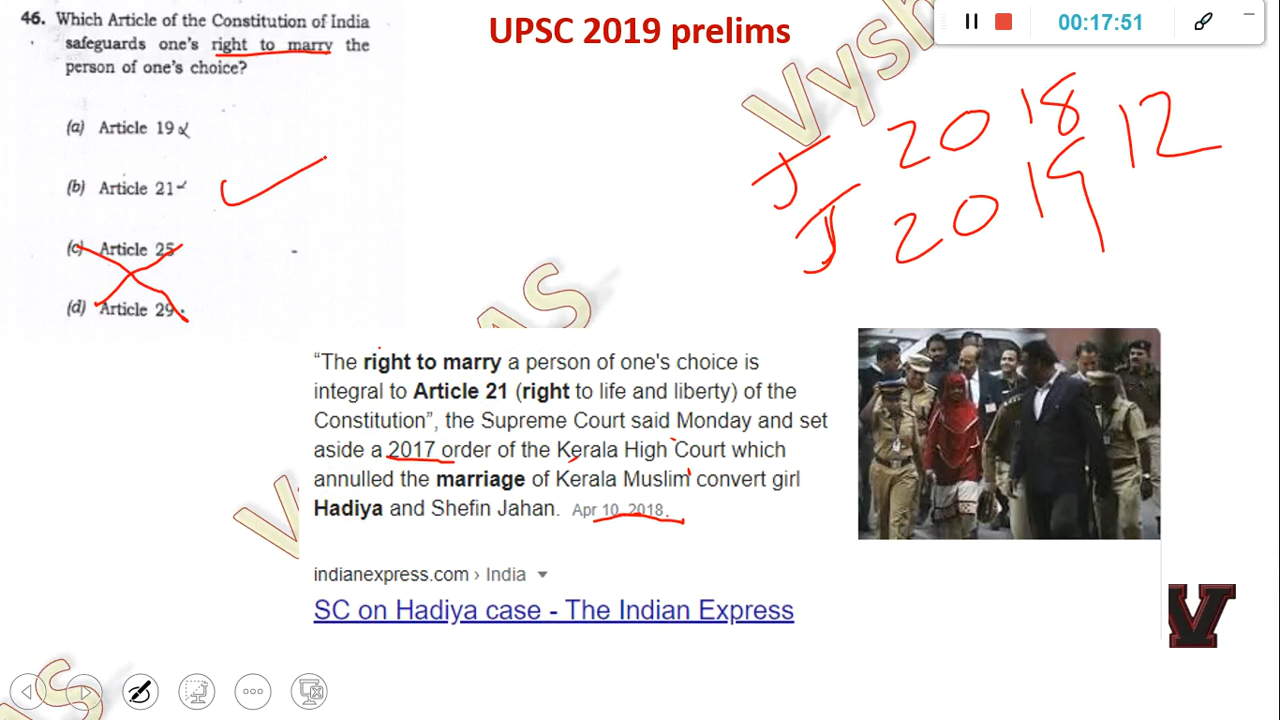 46. Which Article of the Constitution of India
safeguards one's right to marry the
person of one's choice?
(a) Article 19
(b) Article 21
(c) Article 25
(d) Article 29
UPSC 2019 prelims
00:17:51
Vysh
J 2018
J 2019
12
AS
"The right to marry a person of one's choice is
integral to Article 21 (right to life and liberty) of the
Constitution", the Supreme Court said Monday and set
aside a 2017 order of the Kerala High Court which
annulled the marriage of Kerala Muslim convert girl
Hadiya and Shefin Jahan. Apr 10, 2018.
indianexpress.com › India
SC on Hadiya case - The Indian Express
V